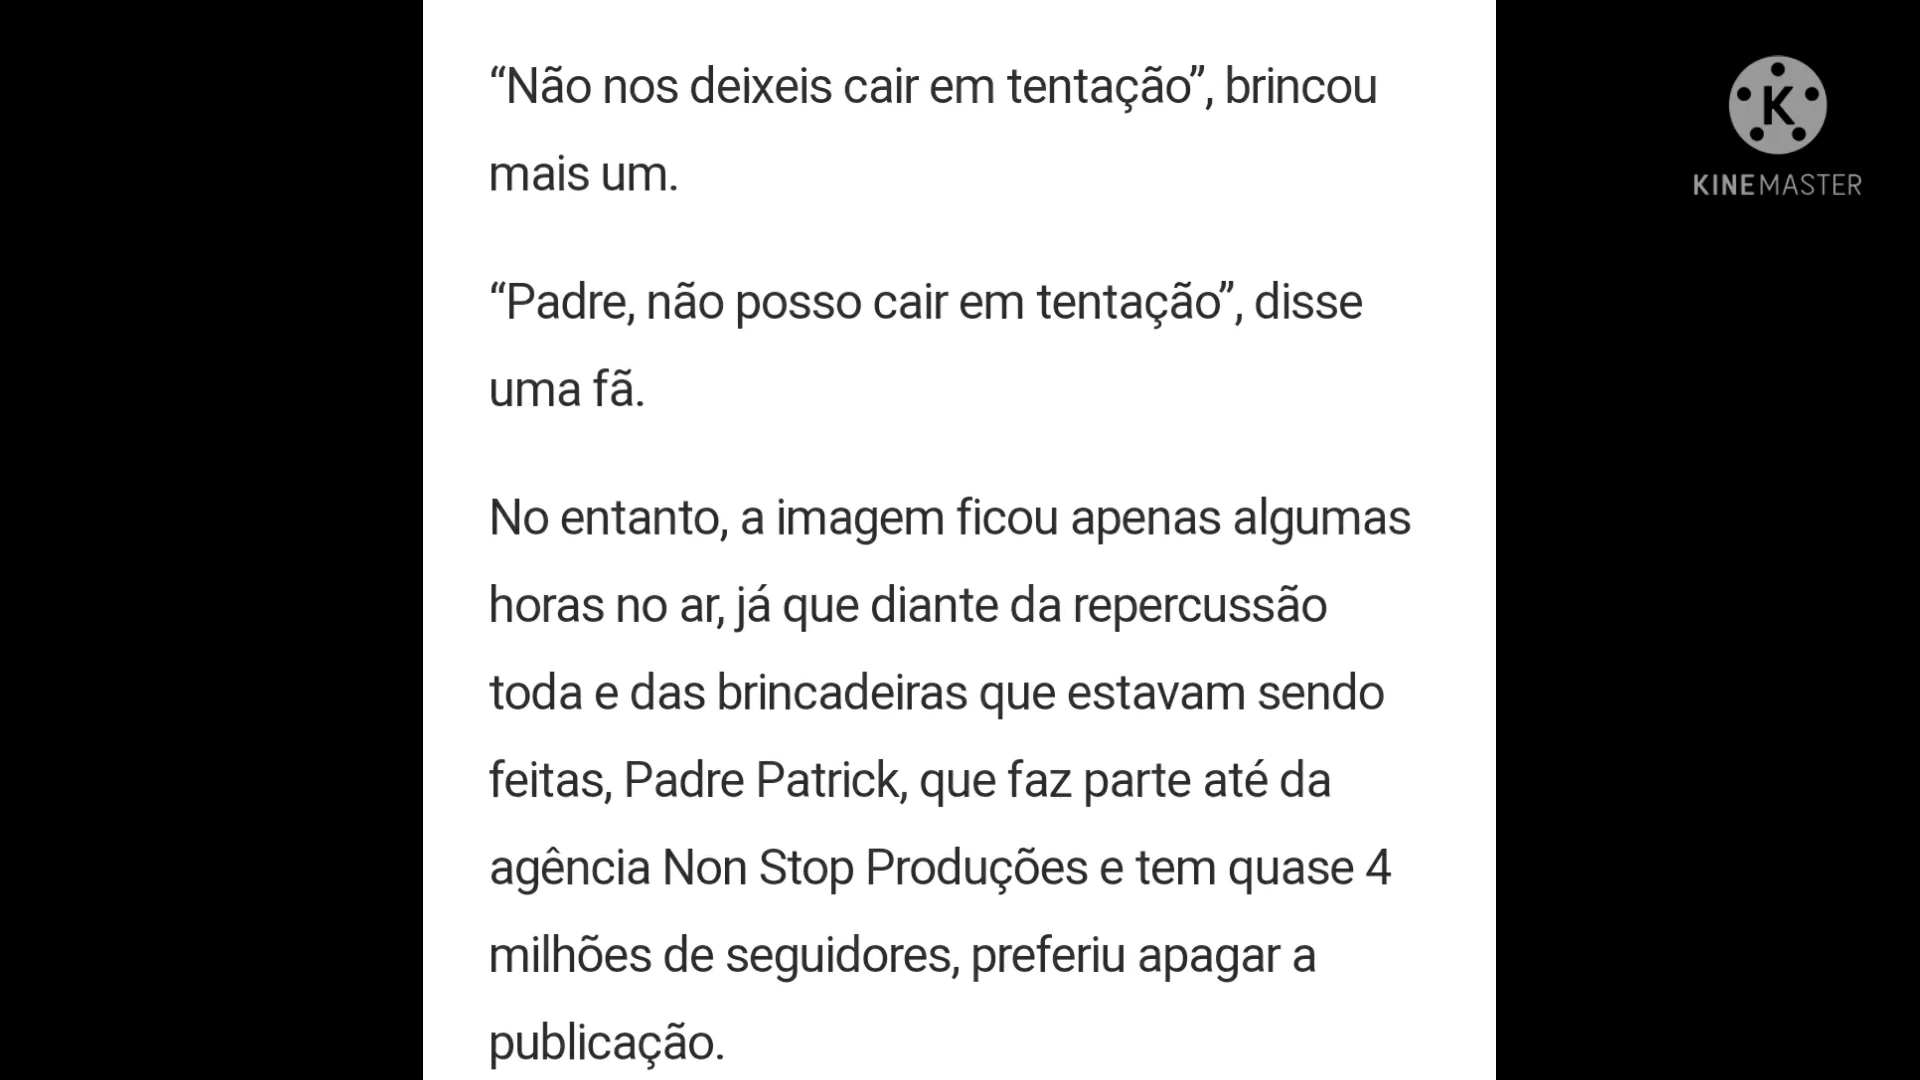 “Não nos deixeis cair em tentação”, brincou
mais um.
“Padre, não posso cair em tentação”, disse
uma fã.
No entanto, a imagem ficou apenas algumas
horas no ar, já que diante da repercussão
toda e das brincadeiras que estavam sendo
feitas, Padre Patrick, que faz parte até da
agência Non Stop Produções e tem quase 4
milhões de seguidores, preferiu apagar a
publicação.
K
KINEMASTER